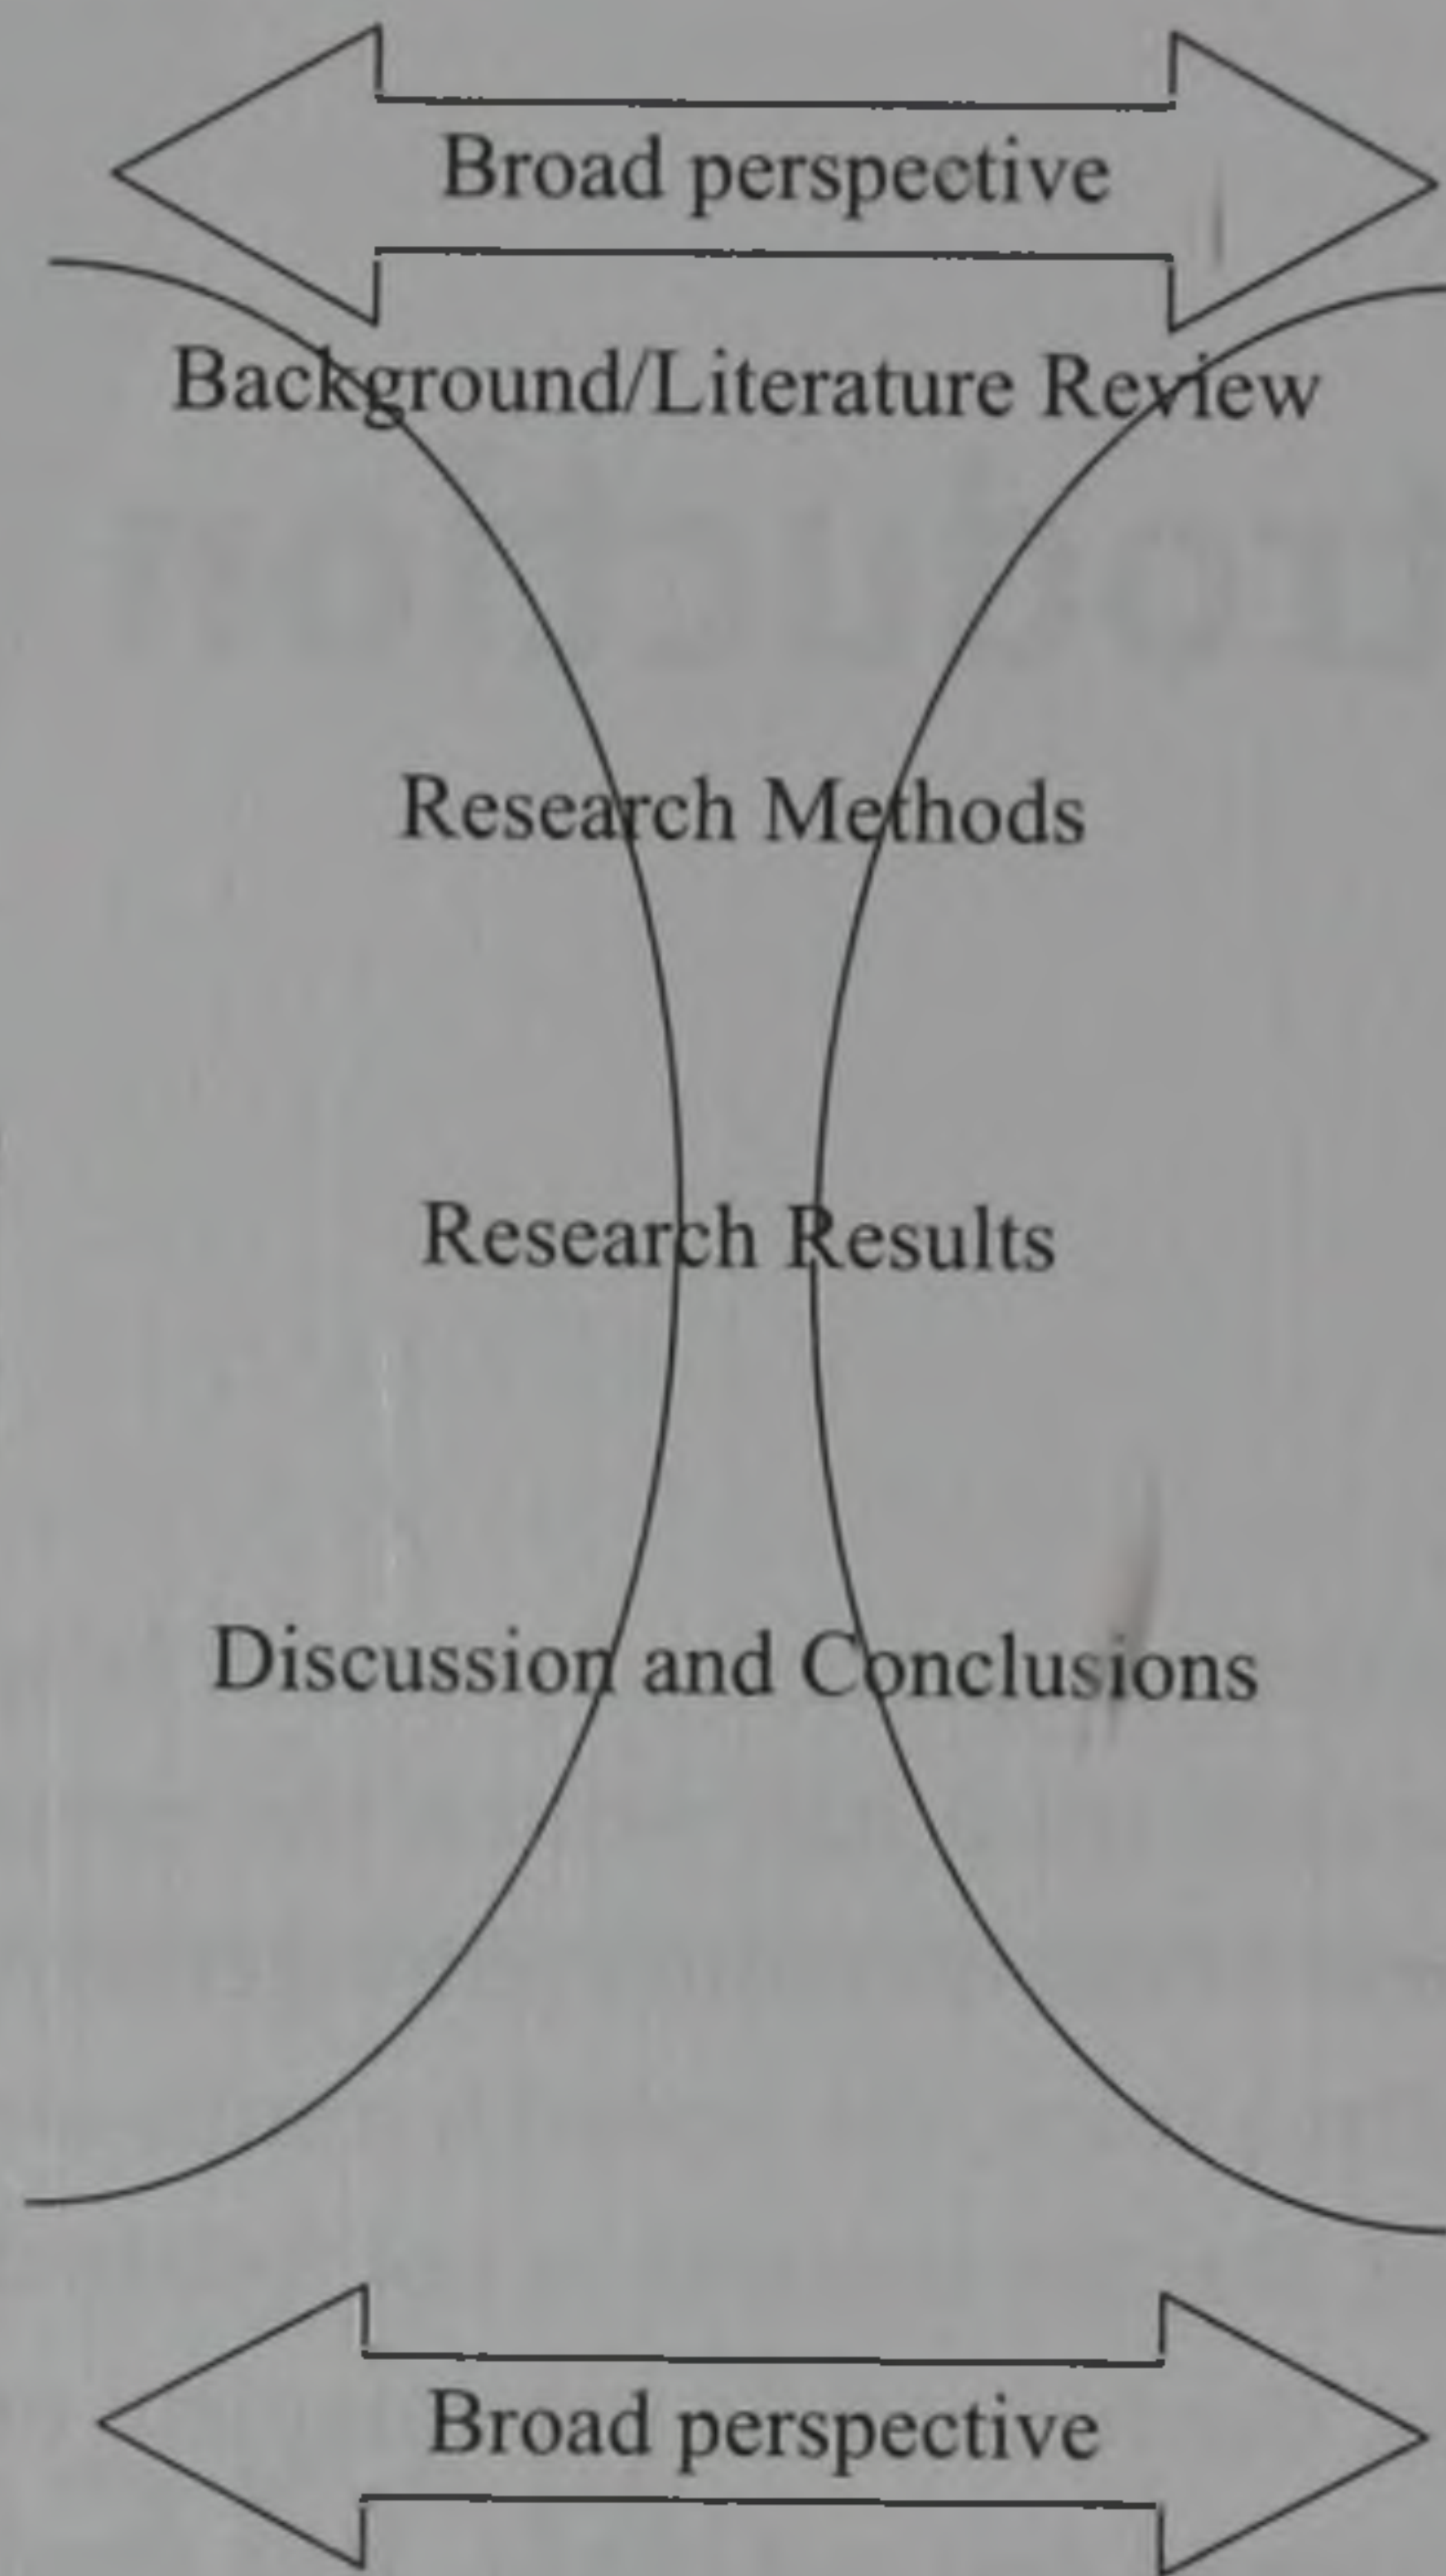 Broad perspective
Background/Literature Review
Research Methods
Research Results
Discussion and Conclusions
Broad perspective